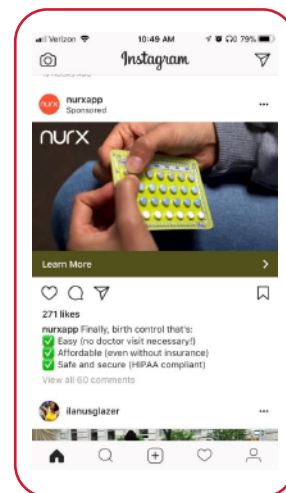 Verizon 10:49 AM 79%
Instagram
nurxapp
Sponsored
nurx
Learn More
271 likes
nurxapp Finally, birth control that's:
✅ Easy (no doctor visit necessary!)
✅ Affordable (even without insurance)
✅ Safe and secure (HIPAA compliant)
View all 60 comments
ilanusglazer